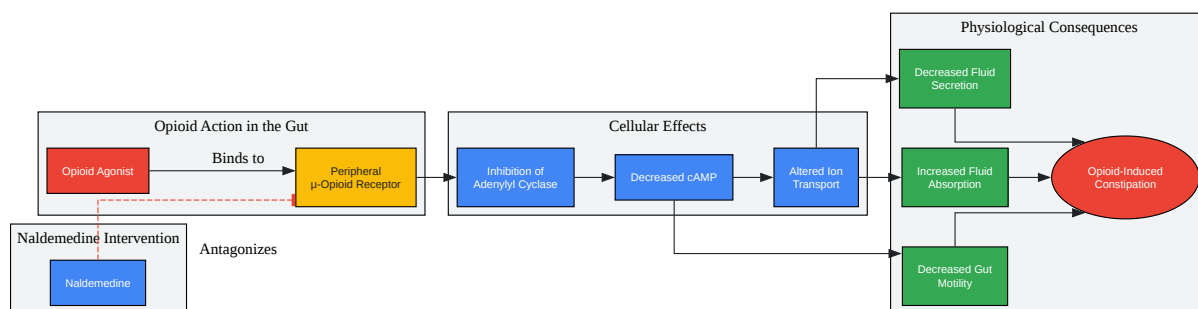 Physiological Consequences
Decreased Fluid
Secretion
Opioid Action in the Gut
Cellular Effects
Opioid Agonist
Binds to
Peripheral
μ-Opioid Receptor
Inhibition of
Adenylyl Cyclase
Decreased cAMP
Altered Ion
Transport
Increased Fluid
Absorption
Opioid-Induced
Constipation
Naldemedine Intervention
Antagonizes
Naldemedine
Decreased Gut
Motility